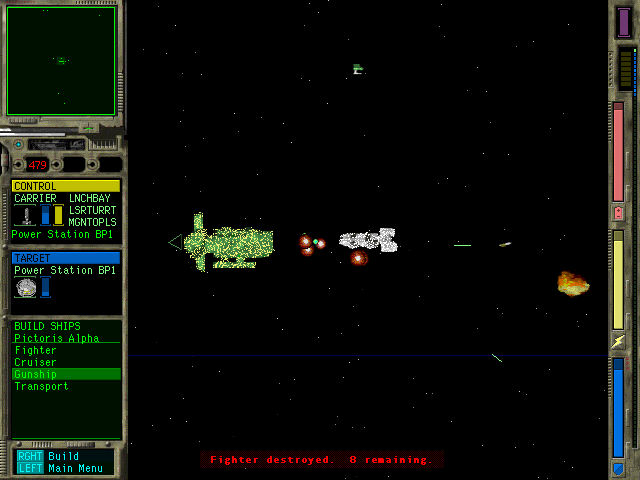 479
CONTROL
CARRIER LNCHBAY
LSRTURRT
MGNTOPLS
Power Station BP1
TARGET
Power Station BP1
BUILD SHIPS
Pictoris Alpha
Fighter
Cruiser
Gunship
Transport
RGHT Build
LEFT Main Menu
Fighter destroyed. 8 remaining.